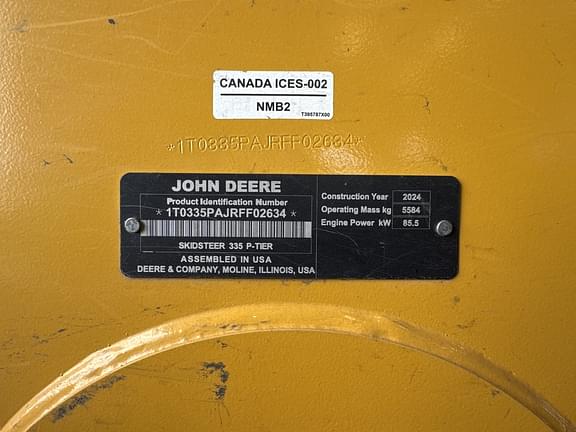 CANADA ICES-002
NMB2
T385787X00
*1T0335PAJRFF02634*
JOHN DEERE
Product Identification Number
* 1T0335PAJRFF02634 *
SKIDSTEER 335 P-TIER
ASSEMBLED IN USA
DEERE & COMPANY, MOLINE, ILLINOIS, USA
Construction Year 2024
Operating Mass kg 5584
Engine Power kW 85.5